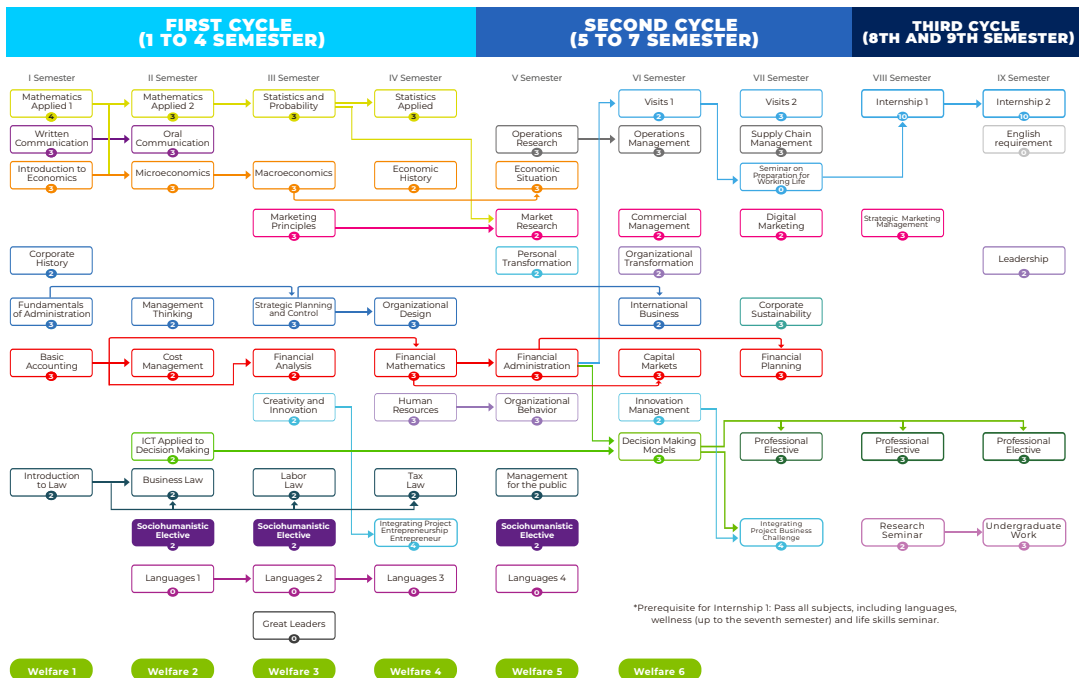 FIRST CYCLE
(1 TO 4 SEMESTER)
SECOND CYCLE
(5 TO 7 SEMESTER)
THIRD CYCLE
(8TH AND 9TH SEMESTER)
I Semester
II Semester
III Semester
IV Semester
V Semester
VI Semester
VII Semester
VIII Semester
IX Semester
Mathematics
Applied 1
4
Mathematics
Applied 2
3
Statistics and
Probability
3
Statistics
Applied
3
Visits 1
2
Visits 2
3
Internship 1
10
Internship 2
10
Written
Communication
3
Oral
Communication
3
Operations
Research
3
Operations
Management
3
Supply Chain
Management
3
English
requirement
0
Introduction to
Economics
3
Microeconomics
3
Macroeconomics
3
Economic
History
2
Economic
Situation
3
Seminar on
Preparation for
Working Life
0
Marketing
Principles
3
Market
Research
2
Commercial
Management
2
Digital
Marketing
2
Strategic Marketing
Management
3
Corporate
History
2
Personal
Transformation
2
Organizational
Transformation
2
Leadership
2
Fundamentals
of Administration
3
Management
Thinking
2
Strategic Planning
and Control
3
Organizational
Design
3
International
Business
2
Corporate
Sustainability
3
Basic
Accounting
3
Cost
Management
2
Financial
Analysis
2
Financial
Mathematics
3
Financial
Administration
3
Capital
Markets
3
Financial
Planning
3
Creativity and
Innovation
2
Human
Resources
3
Organizational
Behavior
3
Innovation
Management
2
ICT Applied to
Decision Making
2
Decision Making
Models
3
Professional
Elective
3
Professional
Elective
3
Professional
Elective
3
Introduction
to Law
2
Business Law
2
Labor
Law
2
Tax
Law
2
Management
for the public
2
Sociohumanistic
Elective
2
Sociohumanistic
Elective
2
Integrating Project
Entrepreneurship
Entrepreneur
4
Sociohumanistic
Elective
2
Integrating
Project Business
Challenge
4
Research
Seminar
2
Undergraduate
Work
3
Languages 1
0
Languages 2
0
Languages 3
0
Languages 4
0
Great Leaders
0
*Prerequisite for Internship 1: Pass all subjects, including languages,
wellness (up to the seventh semester) and life skills seminar.
Welfare 1
Welfare 2
Welfare 3
Welfare 4
Welfare 5
Welfare 6